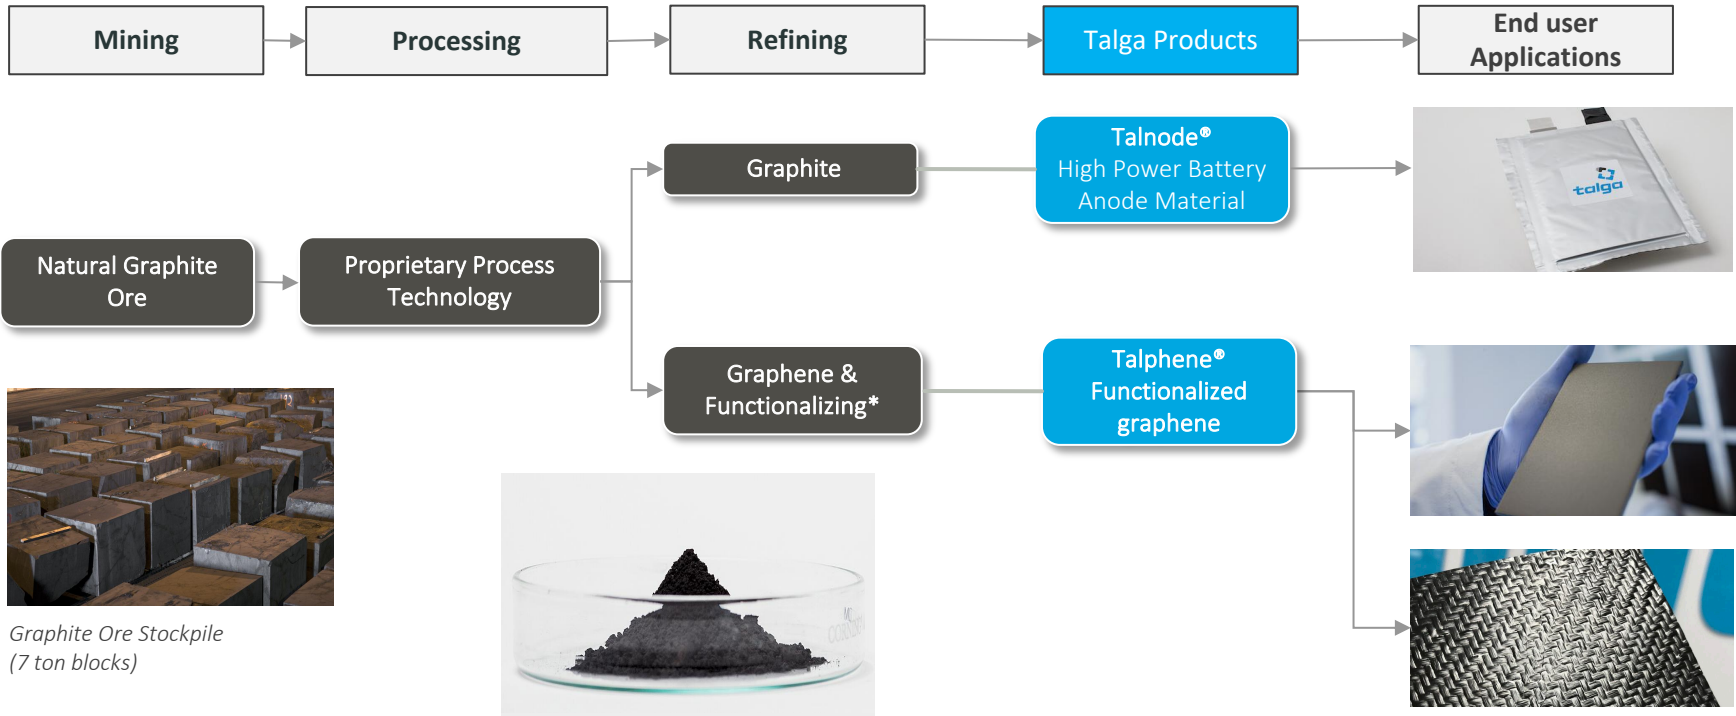 Mining
Processing
Refining
Talga Products
End user
Applications
Talnode®
High Power Battery
Anode Material
Graphite
talga
Natural Graphite
Ore
Proprietary Process
Technology
Graphene &
Functionalizing*
Talphene®
Functionalized
graphene
Graphite Ore Stockpile
(7 ton blocks)